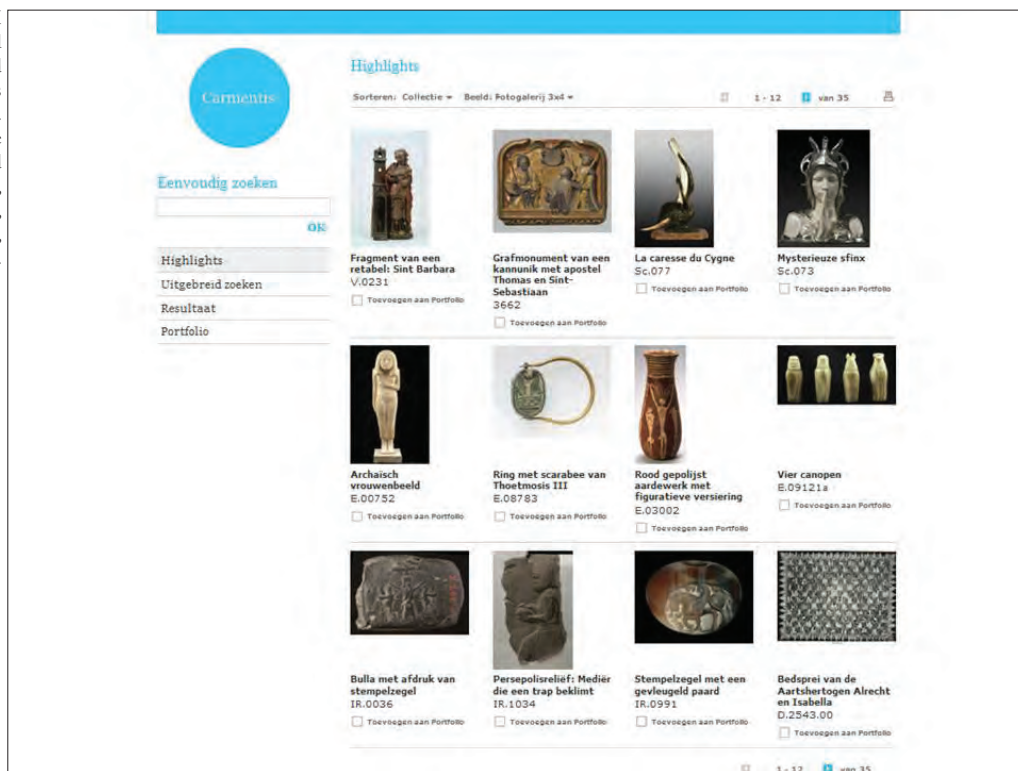 Carmentis
Eenvoudig zoeken
OK
Highlights
Uitgebreid zoeken
Resultaat
Portfolio
Highlights
Sorteren: Collectie Beeld: Fotogalerij 3x4 1 - 12 van 35
Fragment van een
retabel: Sint Barbara
V.0231
Toevoegen aan Portfolio
Grafmonument van een
kannunik met apostel
Thomas en Sint-
Sebastiaan
3662
Toevoegen aan Portfolio
La caresse du Cygne
Sc.077
Toevoegen aan Portfolio
Mysterieuze sfinx
Sc.073
Toevoegen aan Portfolio
Archaïsch
vrouwenbeeld
E.00752
Toevoegen aan Portfolio
Ring met scarabee van
Thoetmosis III
E.08783
Toevoegen aan Portfolio
Rood gepolijst
aardewerk met
figuratieve versiering
E.03002
Toevoegen aan Portfolio
Vier canopen
E.09121a
Toevoegen aan Portfolio
Bulla met afdruk van
stempelzegel
IR.0036
Toevoegen aan Portfolio
Persepolisreliëf: Mediër
die een trap beklimt
IR.1034
Toevoegen aan Portfolio
Stempelzegel met een
gevleugeld paard
IR.0991
Toevoegen aan Portfolio
Bedsprei van de
Aartshertogen Alrecht
en Isabella
D.2543.00
Toevoegen aan Portfolio
1 - 12 van 35